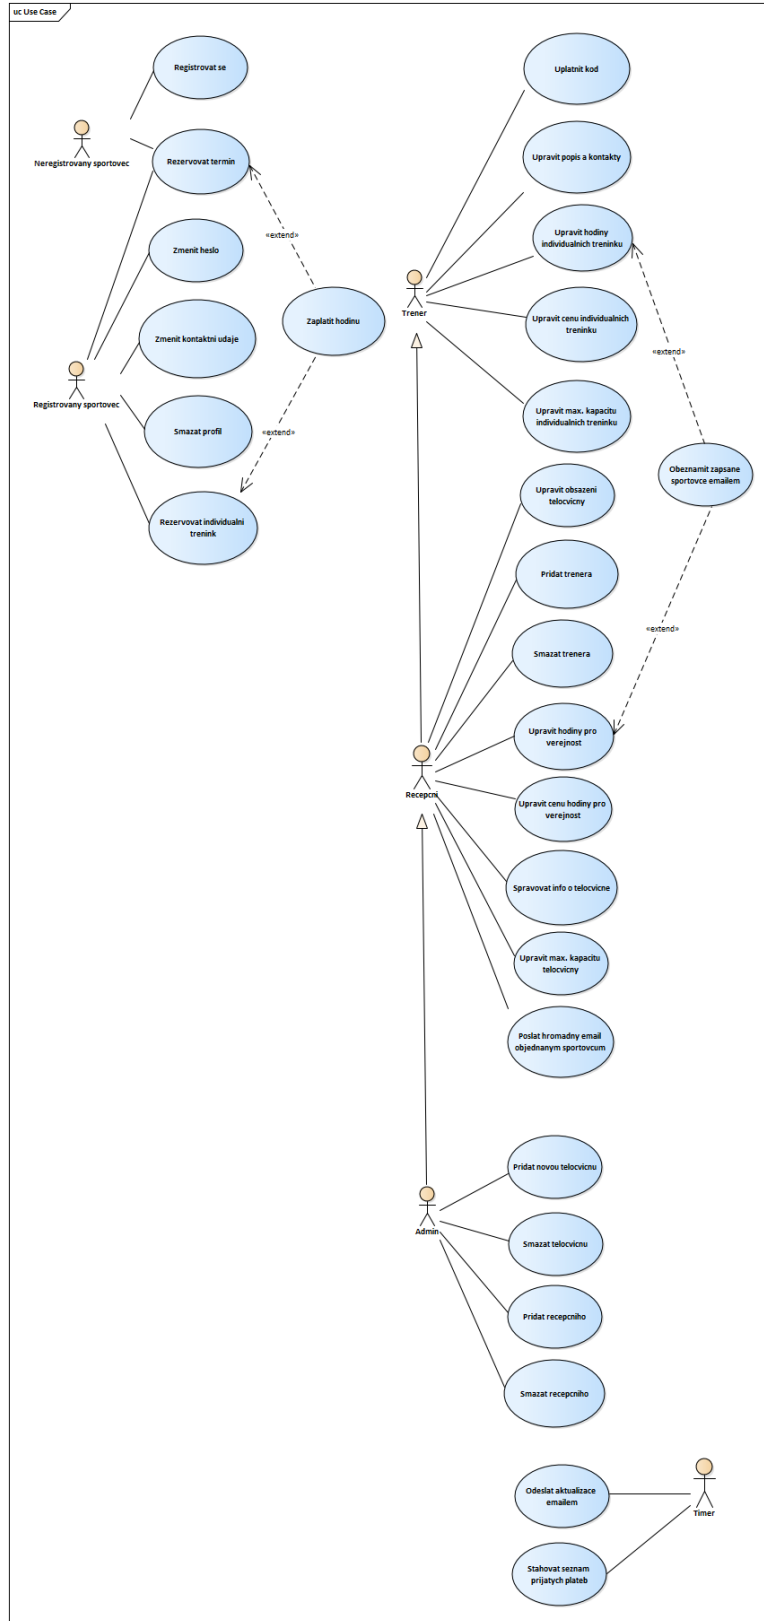 uc Use Case
Registrovat se
Neregistrovany sportovec
Rezervovat termin
«extend»
Zmenit heslo
Zaplatit hodinu
Zmenit kontaktni udaje
Registrovany sportovec
Smazat profil
«extend»
Rezervovat individualni
trenink
Uplatnit kod
Upravit popis a kontakty
Upravit hodiny
individualnich treninku
Trener
Upravit cenu individualnich
treninku
«extend»
Upravit max. kapacitu
individualnich treninku
Obeznamit zapsane
sportovce emailem
Upravit obsazeni
telocvicny
Pridat trenera
«extend»
Smazat trenera
Upravit hodiny pro
verejnost
Recepcni
Upravit cenu hodiny pro
verejnost
Spravovat info o telocvicne
Upravit max. kapacitu
telocvicny
Poslat hromadny email
objednanym sportovcum
Pridat novou telocvicnu
Admin
Smazat telocvicnu
Pridat recepcniho
Smazat recepcniho
Odeslat aktualizace
emailem
Timer
Stahovat seznam
prijatych plateb